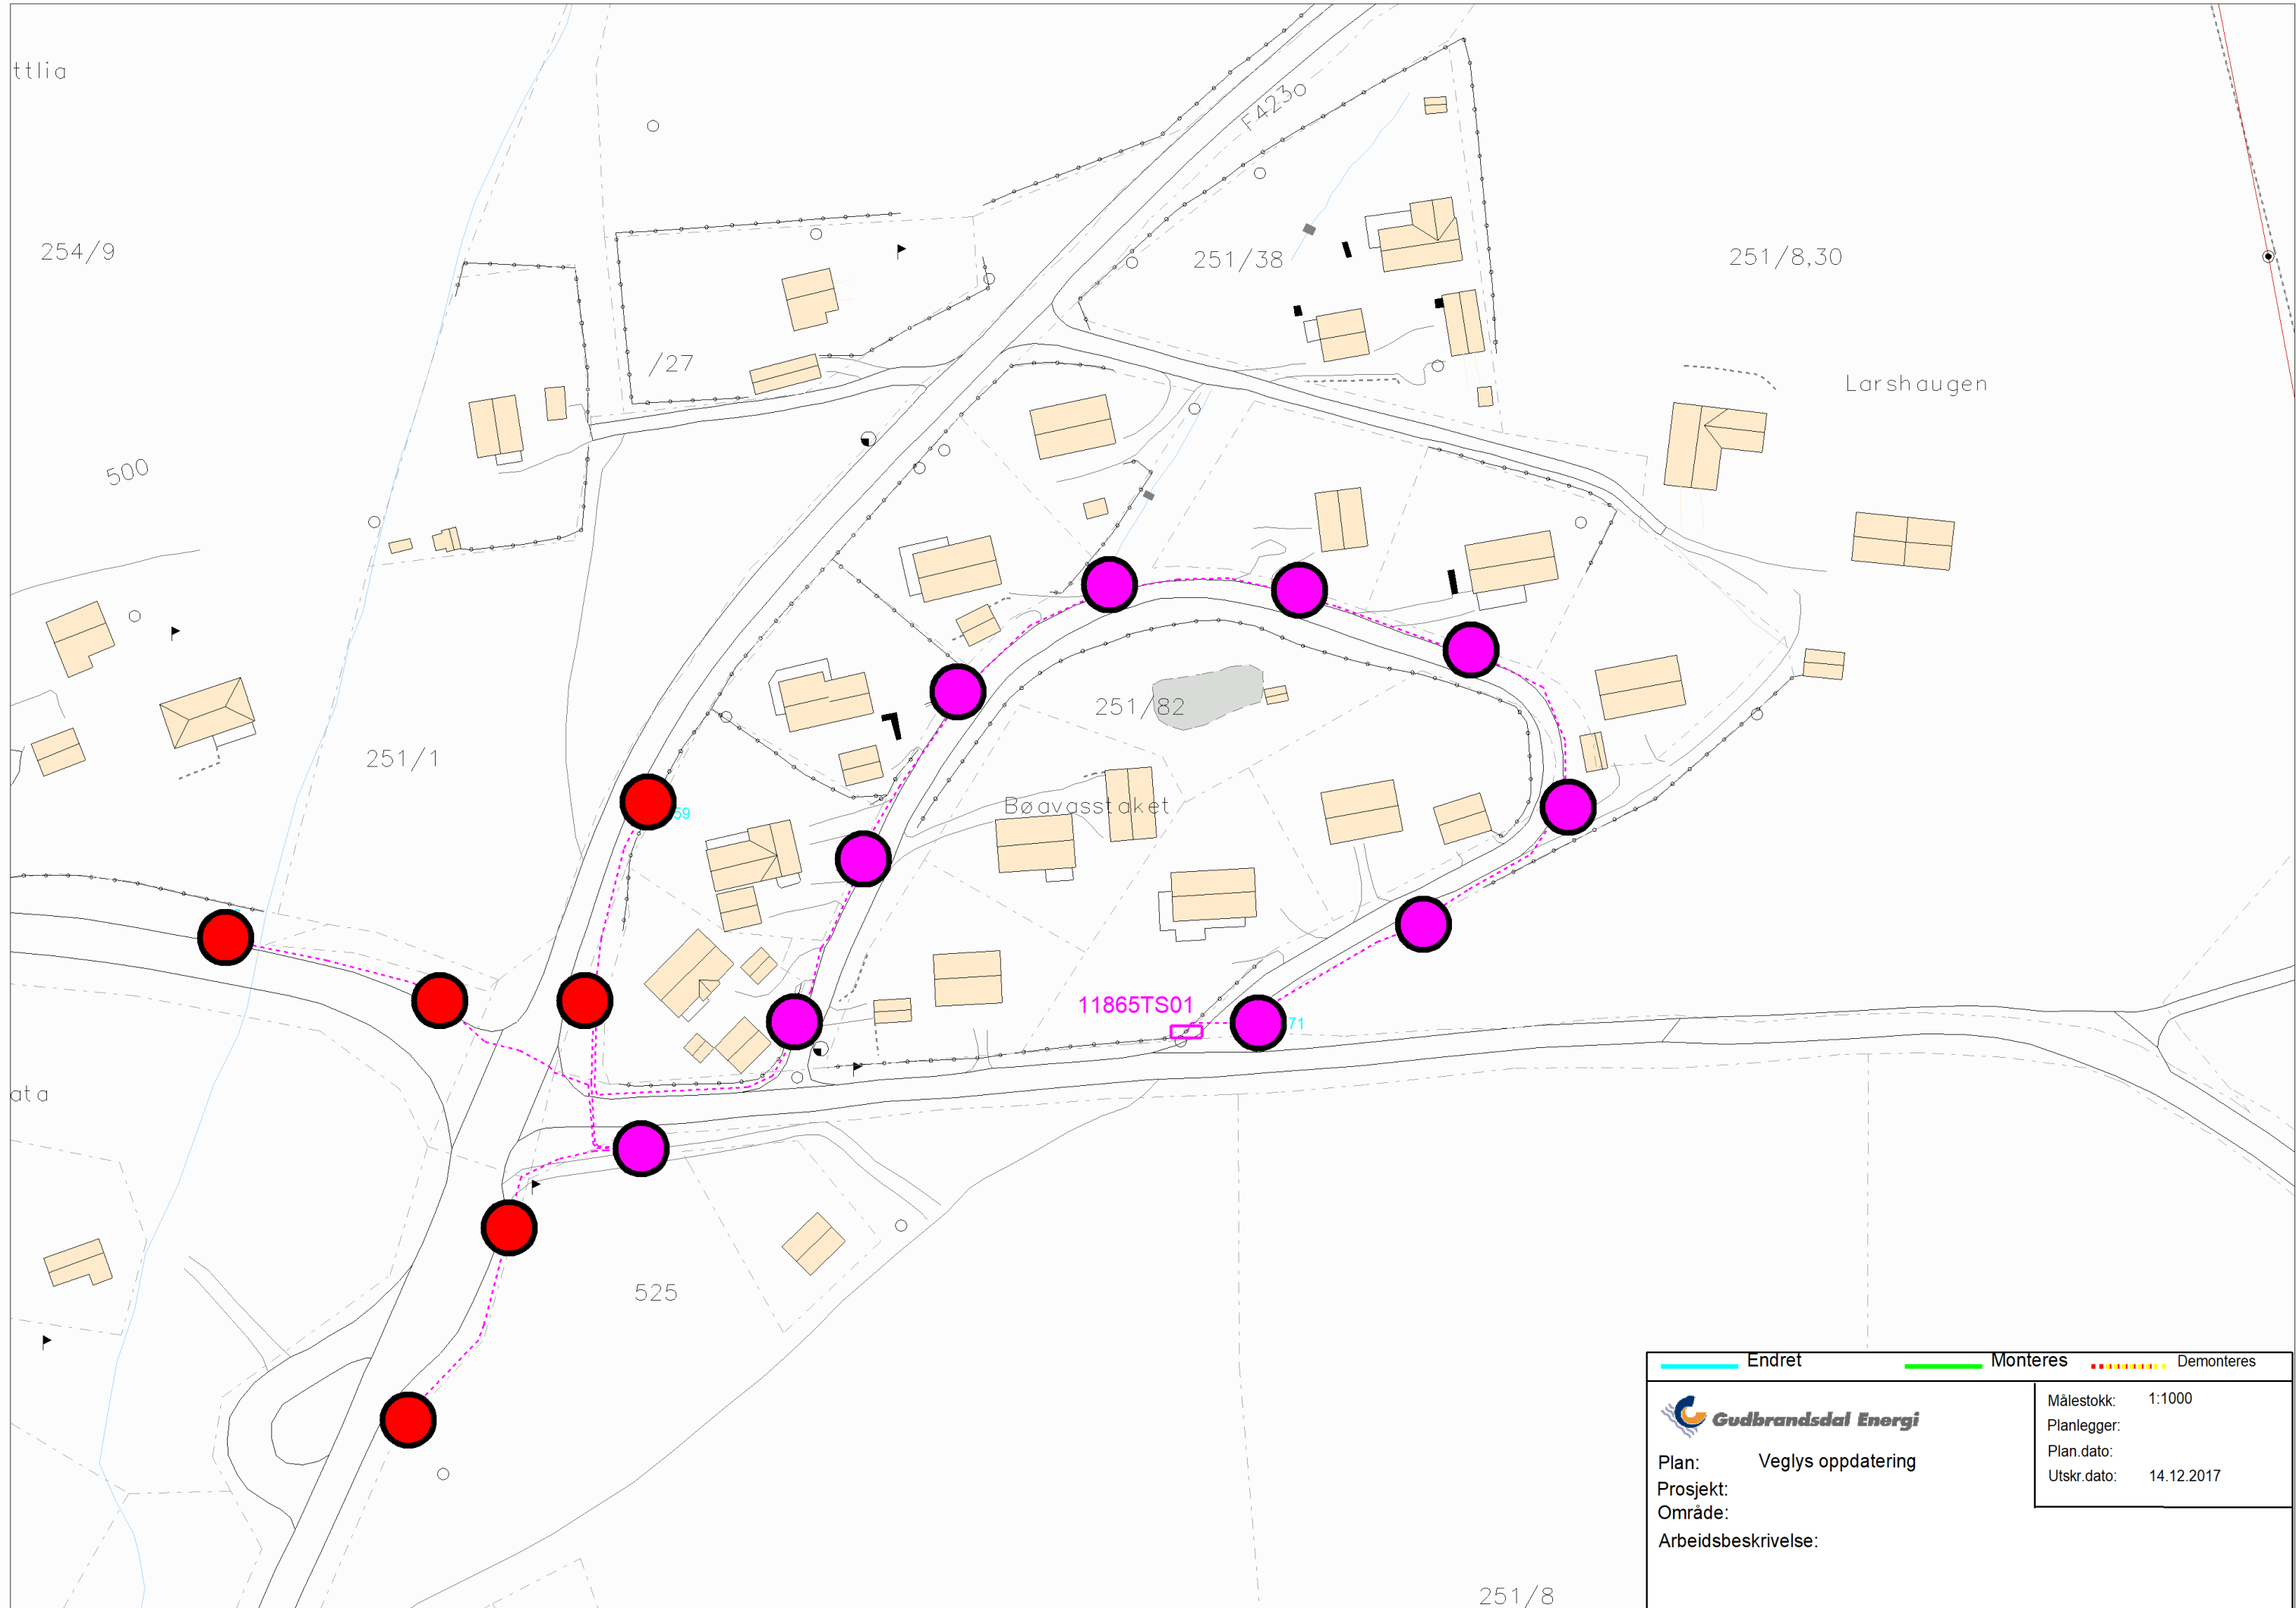 ttlia
F423
254/9
251/38
251/8,30
/27
Larshaugen
500
251/82
251/1
Bøavasstaket
59
11865TS01
71
ata
525
Endret
Monteres
Demonteres
Gudbrandsdal Energi
Målestokk: 1:1000
Planlegger:
Plan.dato:
Utskr.dato: 14.12.2017
Plan: Veglys oppdatering
Prosjekt:
Område:
Arbeidsbeskrivelse:
251/8